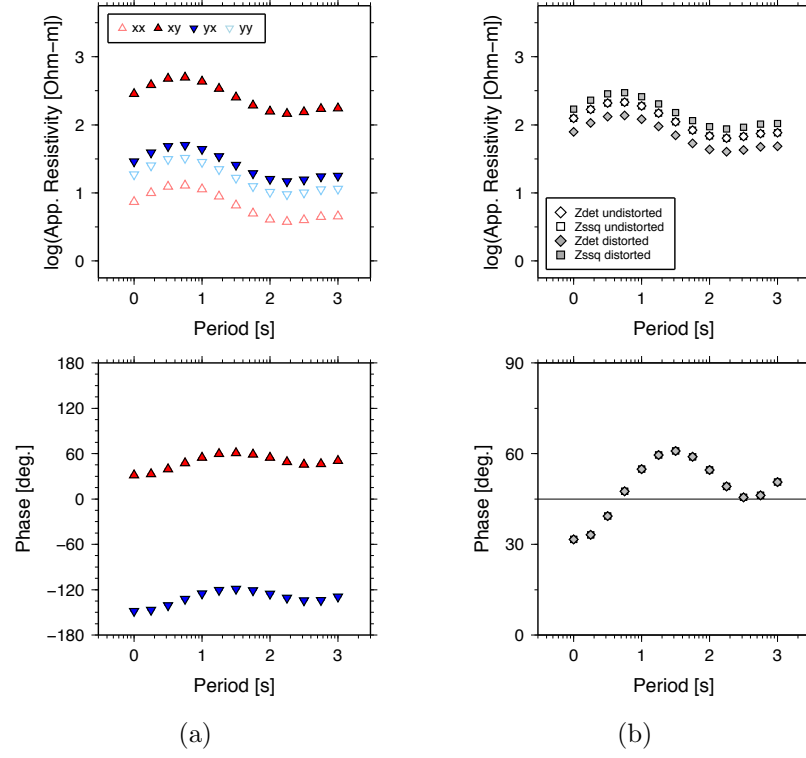 xx xy yx yy
log(App. Resistivity [Ohm−m])
3
2
1
0
0 1 2 3
Period [s]
log(App. Resistivity [Ohm−m])
3
2
1
0
Zdet undistorted
Zssq undistorted
Zdet distorted
Zssq distorted
0 1 2 3
Period [s]
Phase [deg.]
180
120
60
0
−60
−120
−180
0 1 2 3
Period [s]
(a)
Phase [deg.]
90
60
30
0
0 1 2 3
Period [s]
(b)